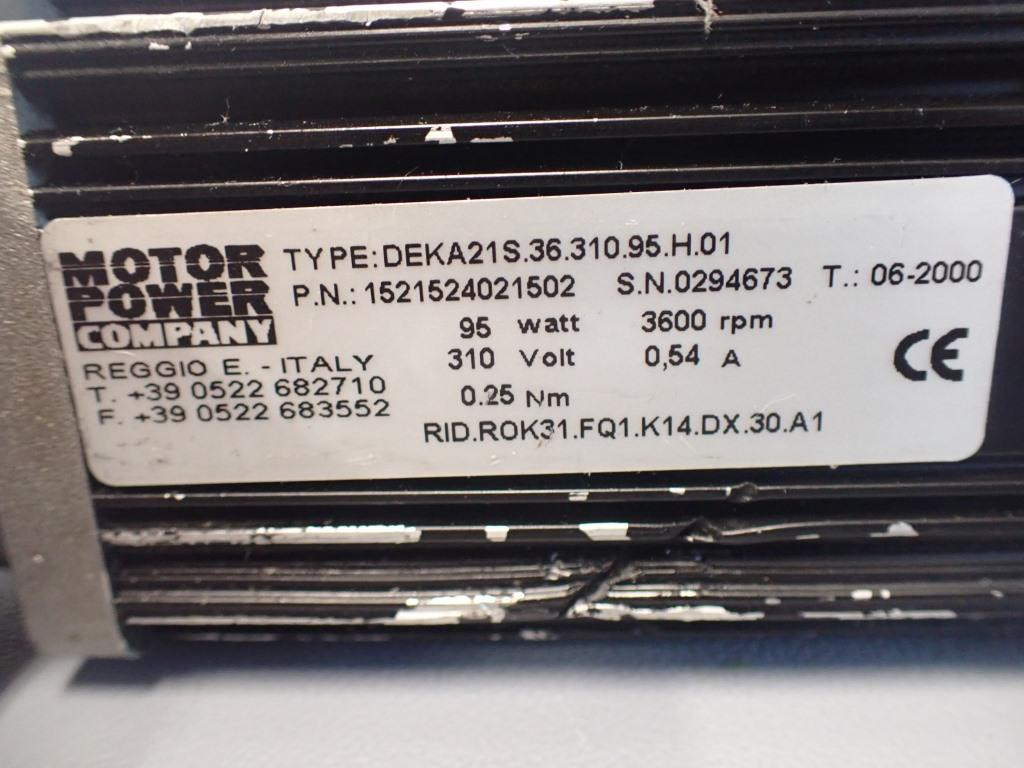 MOTOR
POWER
COMPANY
REGGIO E. - ITALY
T. +39 0522 682710
F. +39 0522 683552
TYPE:DEKA21S.36.310.95.H.01
P.N.: 1521524021502 S.N.0294673 T.: 06-2000
95 watt 3600 rpm
310 Volt 0,54 A
0.25 Nm
RID.ROK31.FQ1.K14.DX.30.A1
CE